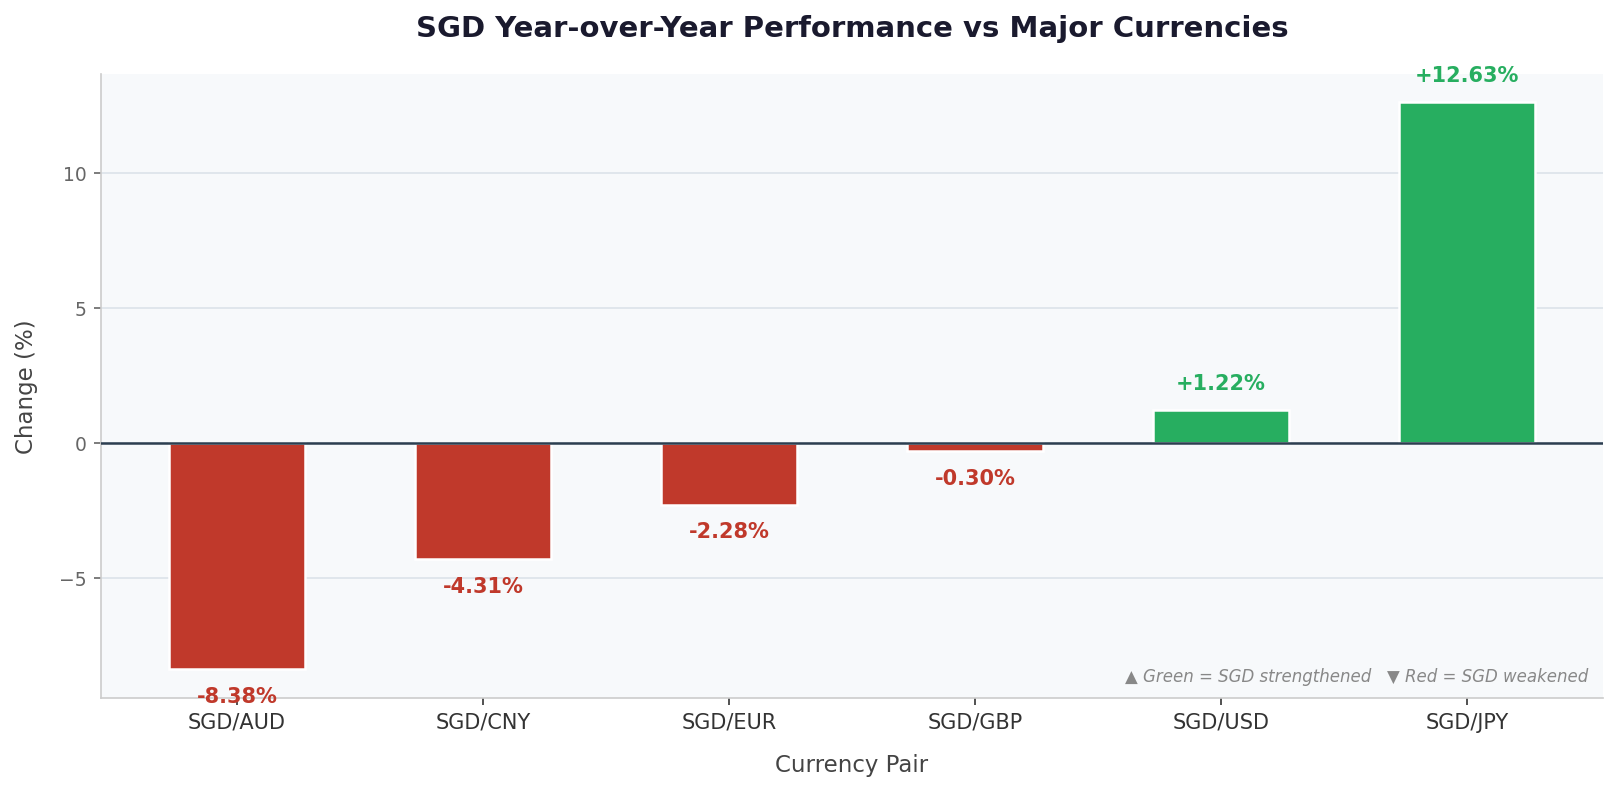 SGD Year-over-Year Performance vs Major Currencies
+12.63%
10
5
+1.22%
0
-0.30%
-2.28%
-4.31%
−5
-8.38%
Change (%)
▲ Green = SGD strengthened ▼ Red = SGD weakened
SGD/AUD SGD/CNY SGD/EUR SGD/GBP SGD/USD SGD/JPY
Currency Pair